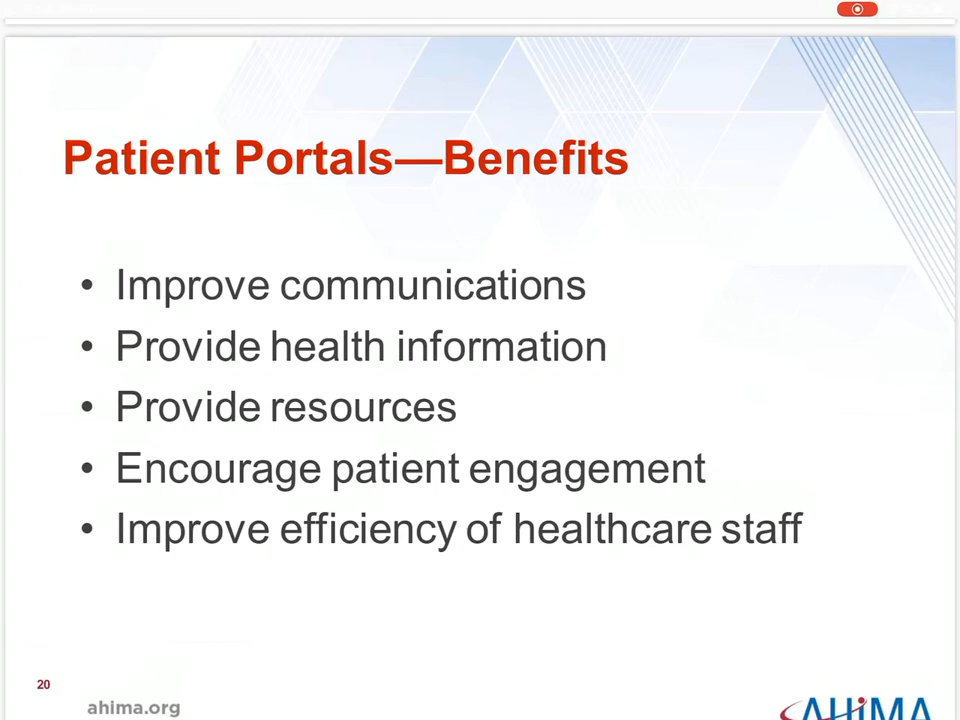 Patient Portals—Benefits
• Improve communications
• Provide health information
• Provide resources
• Encourage patient engagement
• Improve efficiency of healthcare staff
20
ahima.org
AHIMA